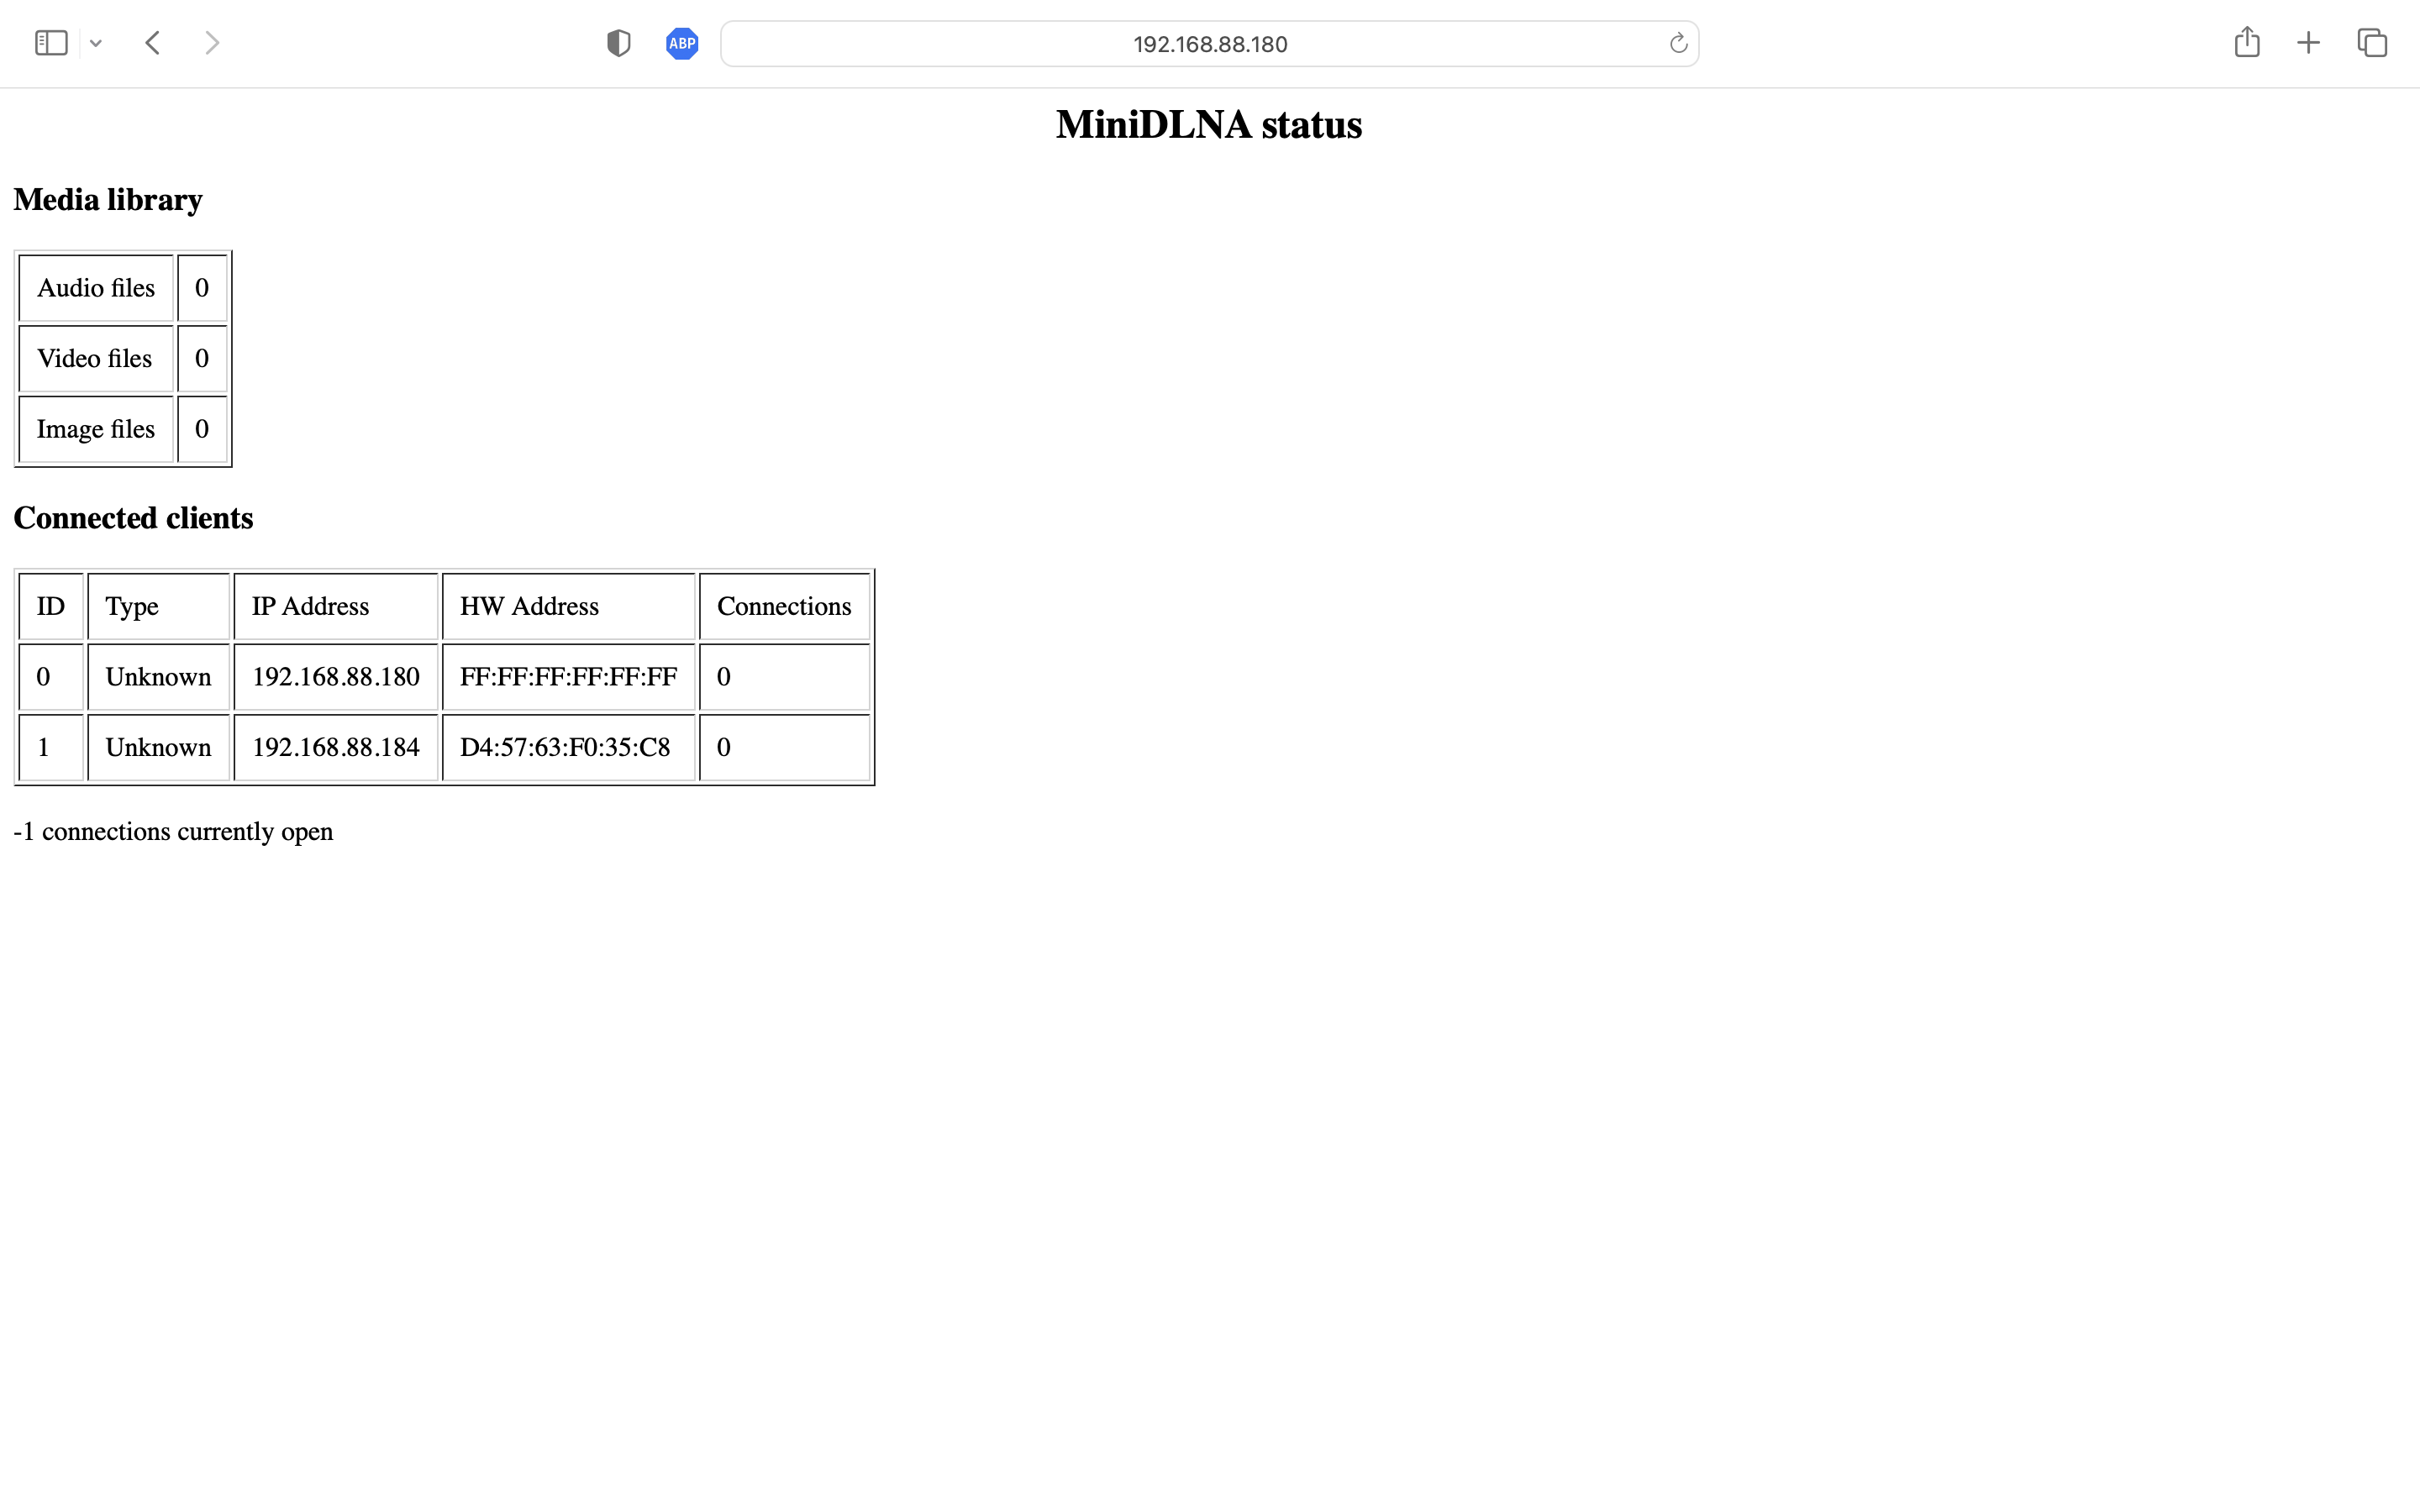 ABP
192.168.88.180
MiniDLNA status
Media library
Audio files 0
Video files 0
Image files 0
Connected clients
ID Type IP Address HW Address Connections
0 Unknown 192.168.88.180 FF:FF:FF:FF:FF:FF 0
1 Unknown 192.168.88.184 D4:57:63:F0:35:C8 0
-1 connections currently open